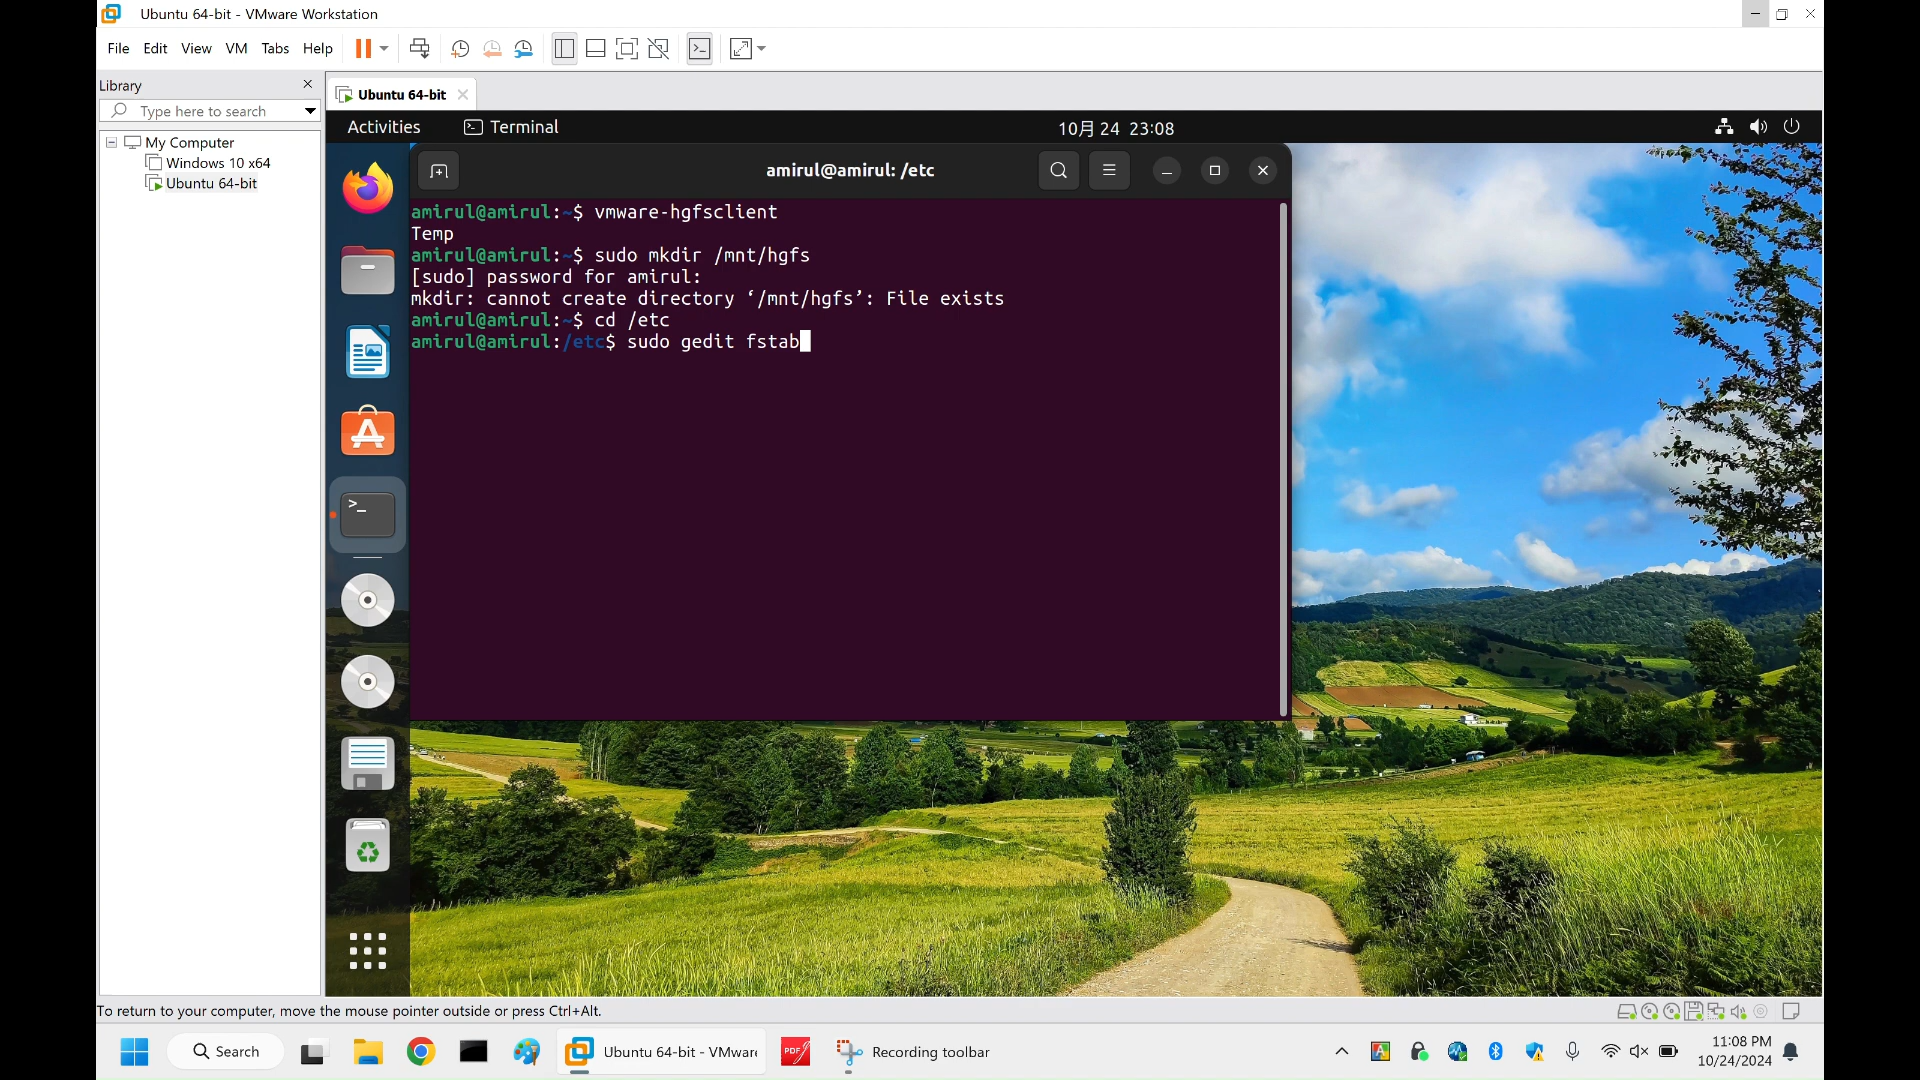 Ubuntu 64-bit - VMware Workstation
File Edit View VM Tabs Help
Library
Type here to search
My Computer
Windows 10 x64
Ubuntu 64-bit
Ubuntu 64-bit
Activities Terminal 10月 24 23:08
amirul@amirul: /etc
amirul@amirul:~$ vmware-hgfsclient
Temp
amirul@amirul:~$ sudo mkdir /mnt/hgfs
[sudo] password for amirul:
mkdir: cannot create directory ‘/mnt/hgfs’: File exists
amirul@amirul:~$ cd /etc
amirul@amirul:/etc$ sudo gedit fstab
To return to your computer, move the mouse pointer outside or press Ctrl+Alt.
Search
Ubuntu 64-bit - VMware
PDF
Recording toolbar
11:08 PM
10/24/2024